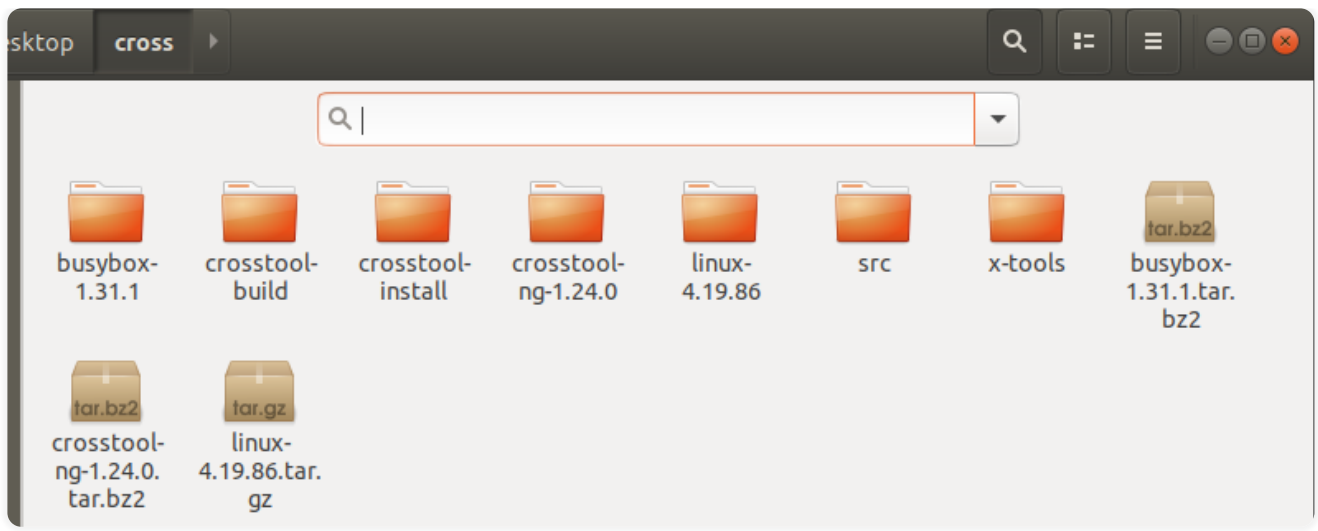 esktop cross
busybox-
1.31.1
crosstool-
build
crosstool-
install
crosstool-
ng-1.24.0
linux-
4.19.86
src
x-tools
tar.bz2
busybox-
1.31.1.tar.
bz2
tar.bz2
crosstool-
ng-1.24.0.
tar.bz2
tar.gz
linux-
4.19.86.tar.
gz